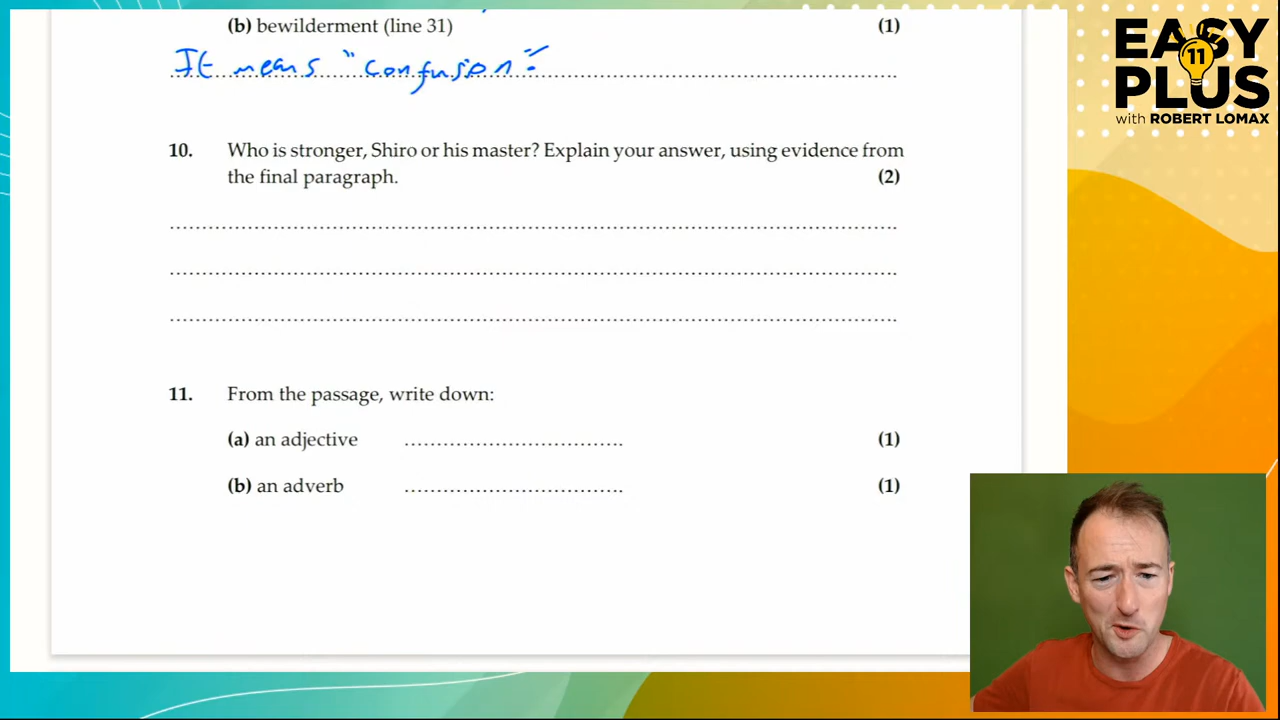 (b) bewilderment (line 31) (1)
It means "confusion".
10. Who is stronger, Shiro or his master? Explain your answer, using evidence from
the final paragraph. (2)
11. From the passage, write down:
(a) an adjective (1)
(b) an adverb (1)
EASY
11
PLUS
with ROBERT LOMAX